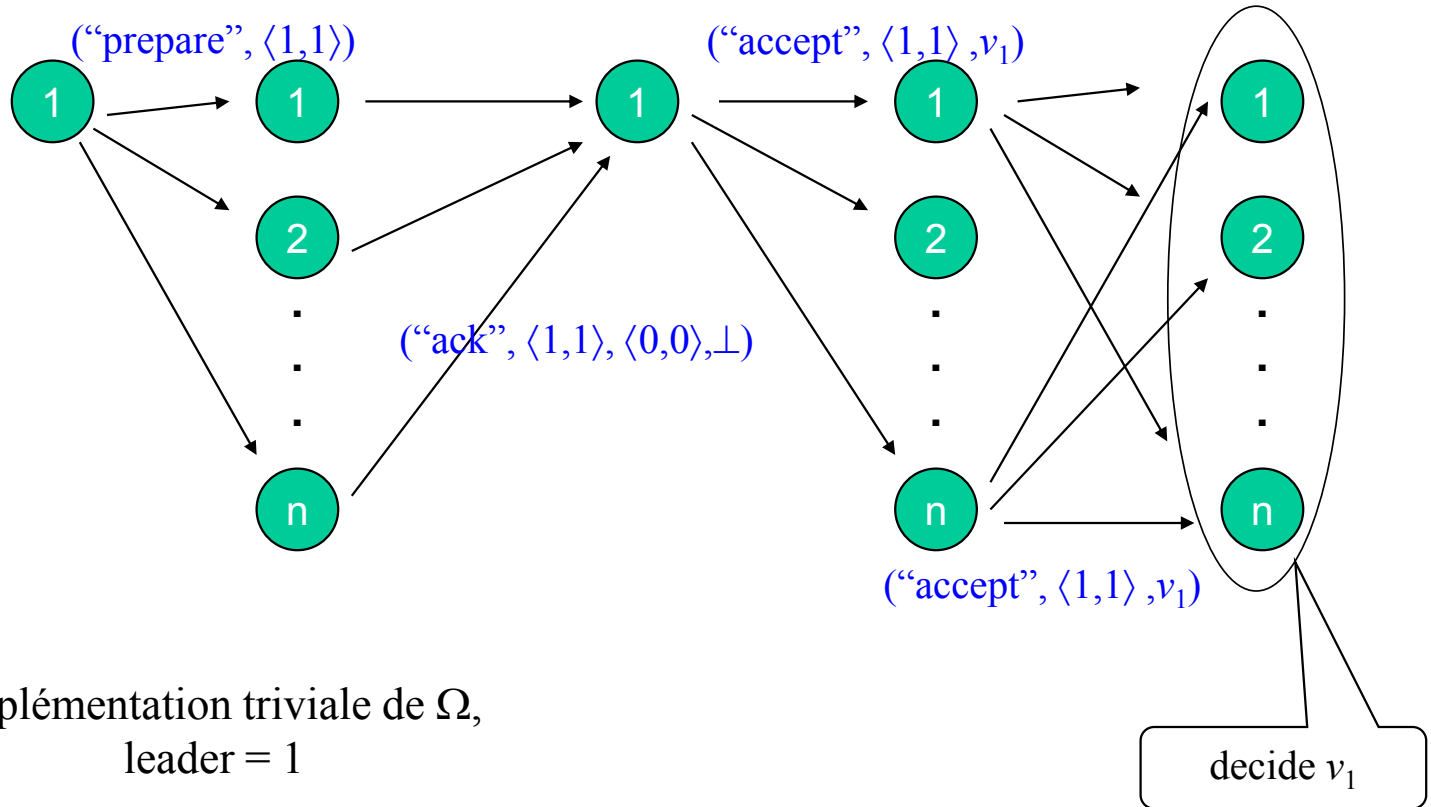 (“prepare”, ⟨1,1⟩)
(“accept”, ⟨1,1⟩ ,v₁)
1 1 1 1 1
2 2 2
. . .
(“ack”, ⟨1,1⟩, ⟨0,0⟩,⊥)
. . .
. . .
n n n
(“accept”, ⟨1,1⟩ ,v₁)
plémentation triviale de Ω,
leader = 1
decide v₁